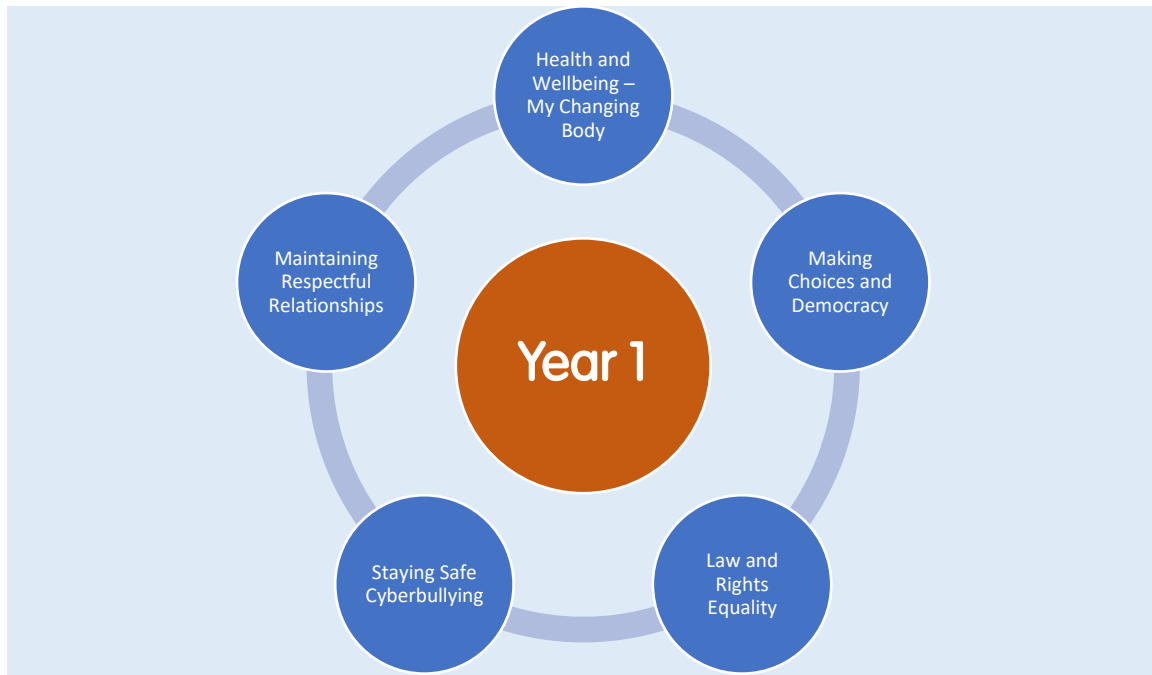 Health and
Wellbeing –
My Changing
Body
Making
Choices and
Democracy
Law and
Rights
Equality
Staying Safe
Cyberbullying
Maintaining
Respectful
Relationships
Year 1